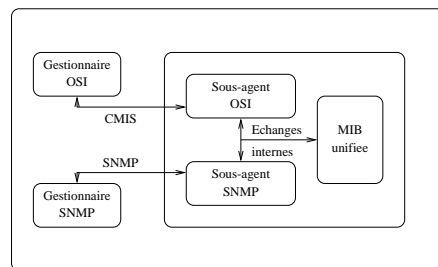 Gestionnaire
OSI
CMIS
Sous-agent
OSI
Echanges
internes
MIB
unifiee
SNMP
Gestionnaire
SNMP
Sous-agent
SNMP